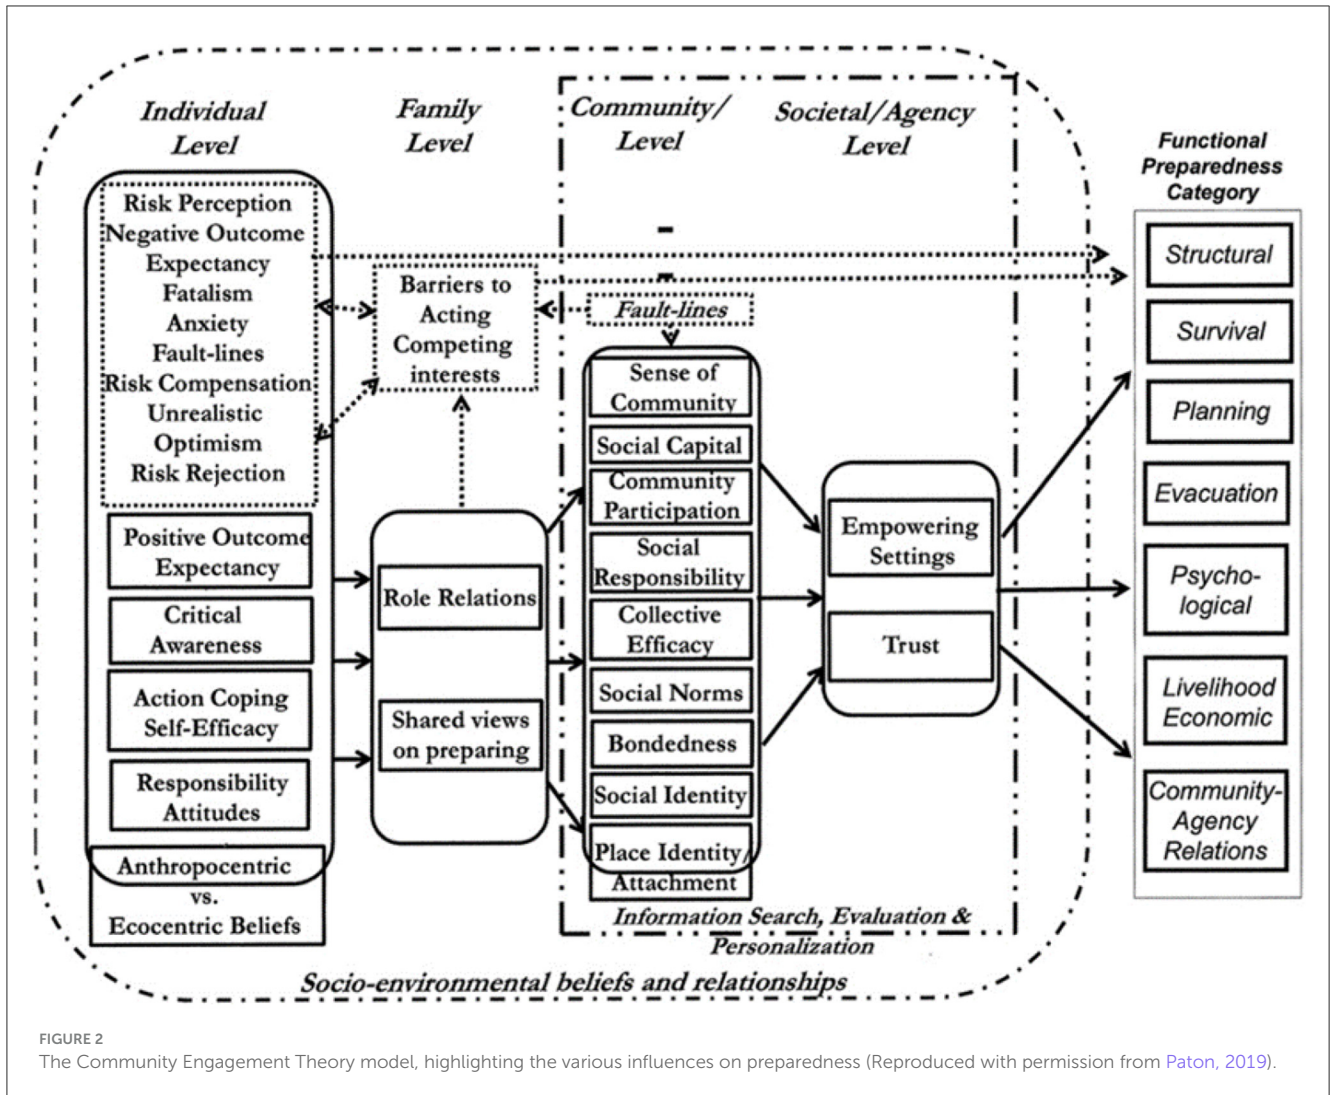 Individual
Level
Family
Level
Community/
Level
Societal/Agency
Level
Functional
Preparedness
Category
Risk Perception
Negative Outcome
Expectancy
Fatalism
Anxiety
Fault-lines
Risk Compensation
Unrealistic
Optimism
Risk Rejection
Positive Outcome
Expectancy
Critical
Awareness
Action Coping
Self-Efficacy
Responsibility
Attitudes
Anthropocentric
vs.
Ecocentric Beliefs
Barriers to
Acting
Competing
interests
Role Relations
Shared views
on preparing
-
-
Fault-lines
Sense of
Community
Social Capital
Community
Participation
Social
Responsibility
Collective
Efficacy
Social Norms
Bondedness
Social Identity
Place Identity/
Attachment
Empowering
Settings
Trust
Structural
Survival
Planning
Evacuation
Psycho-
logical
Livelihood
Economic
Community-
Agency
Relations
Information Search, Evaluation &
Personalization
Socio-environmental beliefs and relationships
FIGURE 2
The Community Engagement Theory model, highlighting the various influences on preparedness (Reproduced with permission from Paton, 2019).